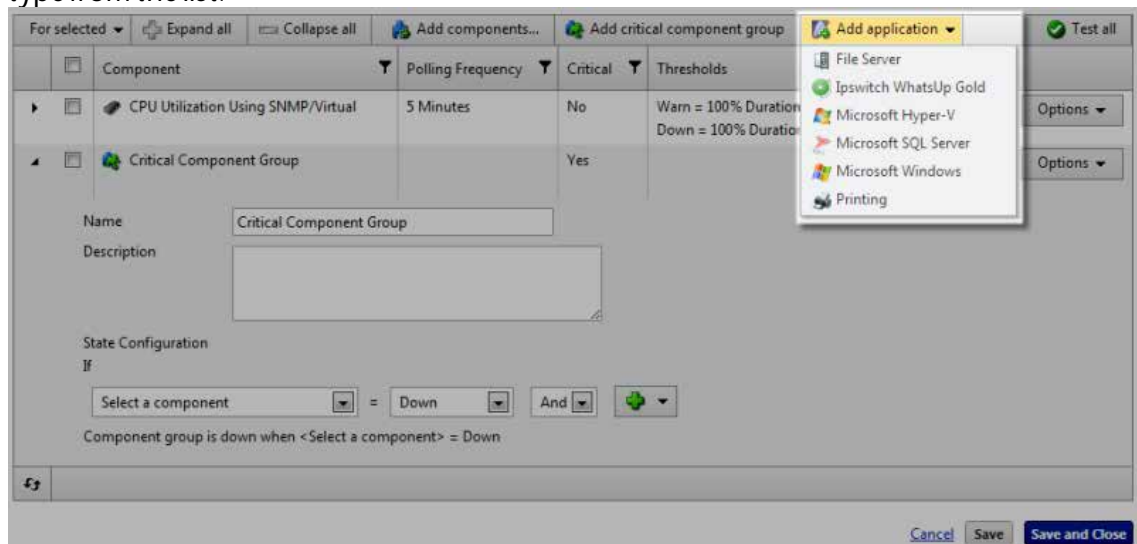 type from the list.
For selected Expand all Collapse all Add components... Add critical component group Add application Test all
Component Polling Frequency Critical Thresholds
File Server
Ipswitch WhatsUp Gold
CPU Utilization Using SNMP/Virtual 5 Minutes No Warn = 100% Duration Options
Microsoft Hyper-V
Down = 100% Duration
Microsoft SQL Server
Critical Component Group Yes Options
Microsoft Windows
Printing
Name Critical Component Group
Description
State Configuration
If
Select a component = Down And
Component group is down when <Select a component> = Down
Cancel Save Save and Close